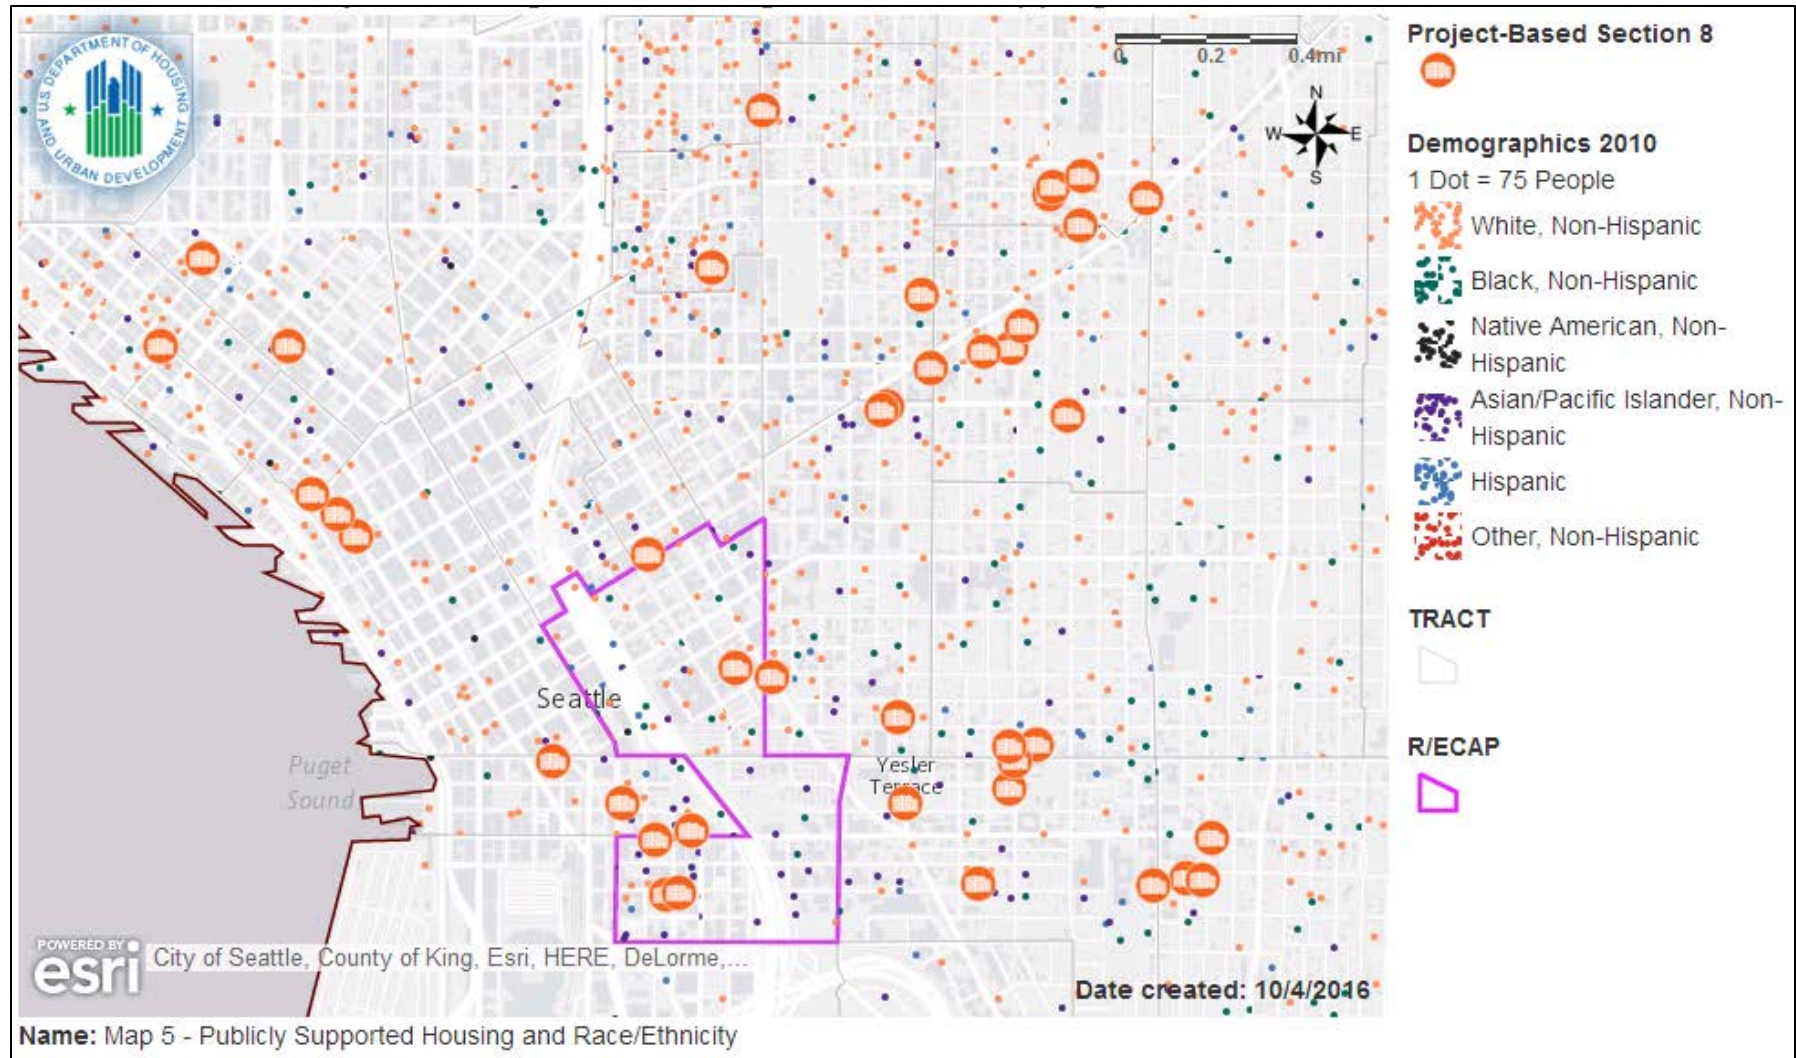 U.S. DEPARTMENT OF HOUSING
AND URBAN DEVELOPMENT
0 0.2 0.4mi
N
W E
S
Seattle
Puget
Sound
Yesler
Terrace
POWERED BY
esri
City of Seattle, County of King, Esri, HERE, DeLorme,...
Date created: 10/4/2016
Project-Based Section 8
Demographics 2010
1 Dot = 75 People
White, Non-Hispanic
Black, Non-Hispanic
Native American, Non-
Hispanic
Asian/Pacific Islander, Non-
Hispanic
Hispanic
Other, Non-Hispanic
TRACT
R/ECAP
Name: Map 5 - Publicly Supported Housing and Race/Ethnicity